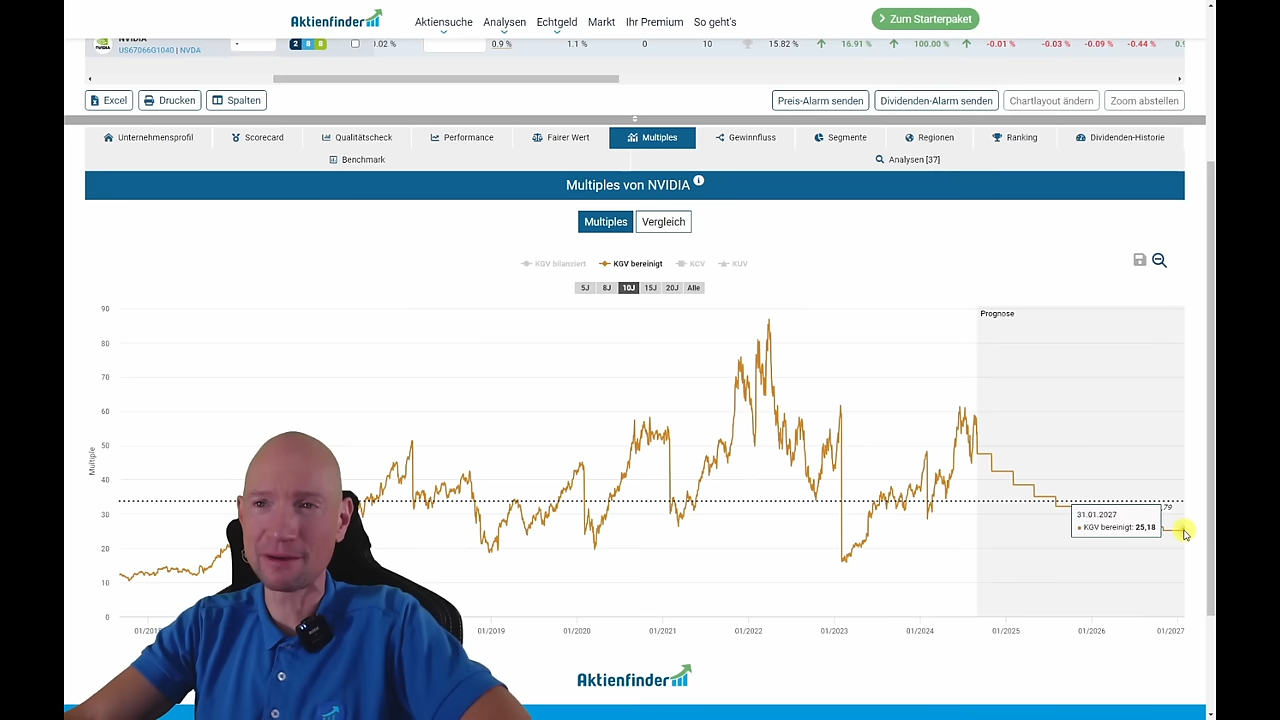 Aktienfinder
Aktiensuche Analysen Echtgeld Markt Ihr Premium So geht's
Zum Starterpaket
NVIDIA
US67066G1040 | NVDA
- 2 8 8 0.02 % 0.9 % 1.1 % 0 10 15.82 % 16.91 % 100.00 % -0.01 % -0.03 % -0.09 % -0.44 %
Excel Drucken Spalten
Preis-Alarm senden Dividenden-Alarm senden Chartlayout ändern Zoom abstellen
Unternehmensprofil Scorecard Qualitätscheck Performance Fairer Wert Multiples Gewinnfluss Segmente Regionen Ranking Dividenden-Historie
Benchmark Analysen [37]
Multiples von NVIDIA
Multiples Vergleich
KGV bilanziert KGV bereinigt KCV KUV
5J 8J 10J 15J 20J Alle
90
80
70
60
50
40
30
20
10
0
Multiple
Prognose
31.01.2027
KGV bereinigt: 25,18
,79
01/2019 01/2020 01/2021 01/2022 01/2023 01/2024 01/2025 01/2026 01/2027
Aktienfinder